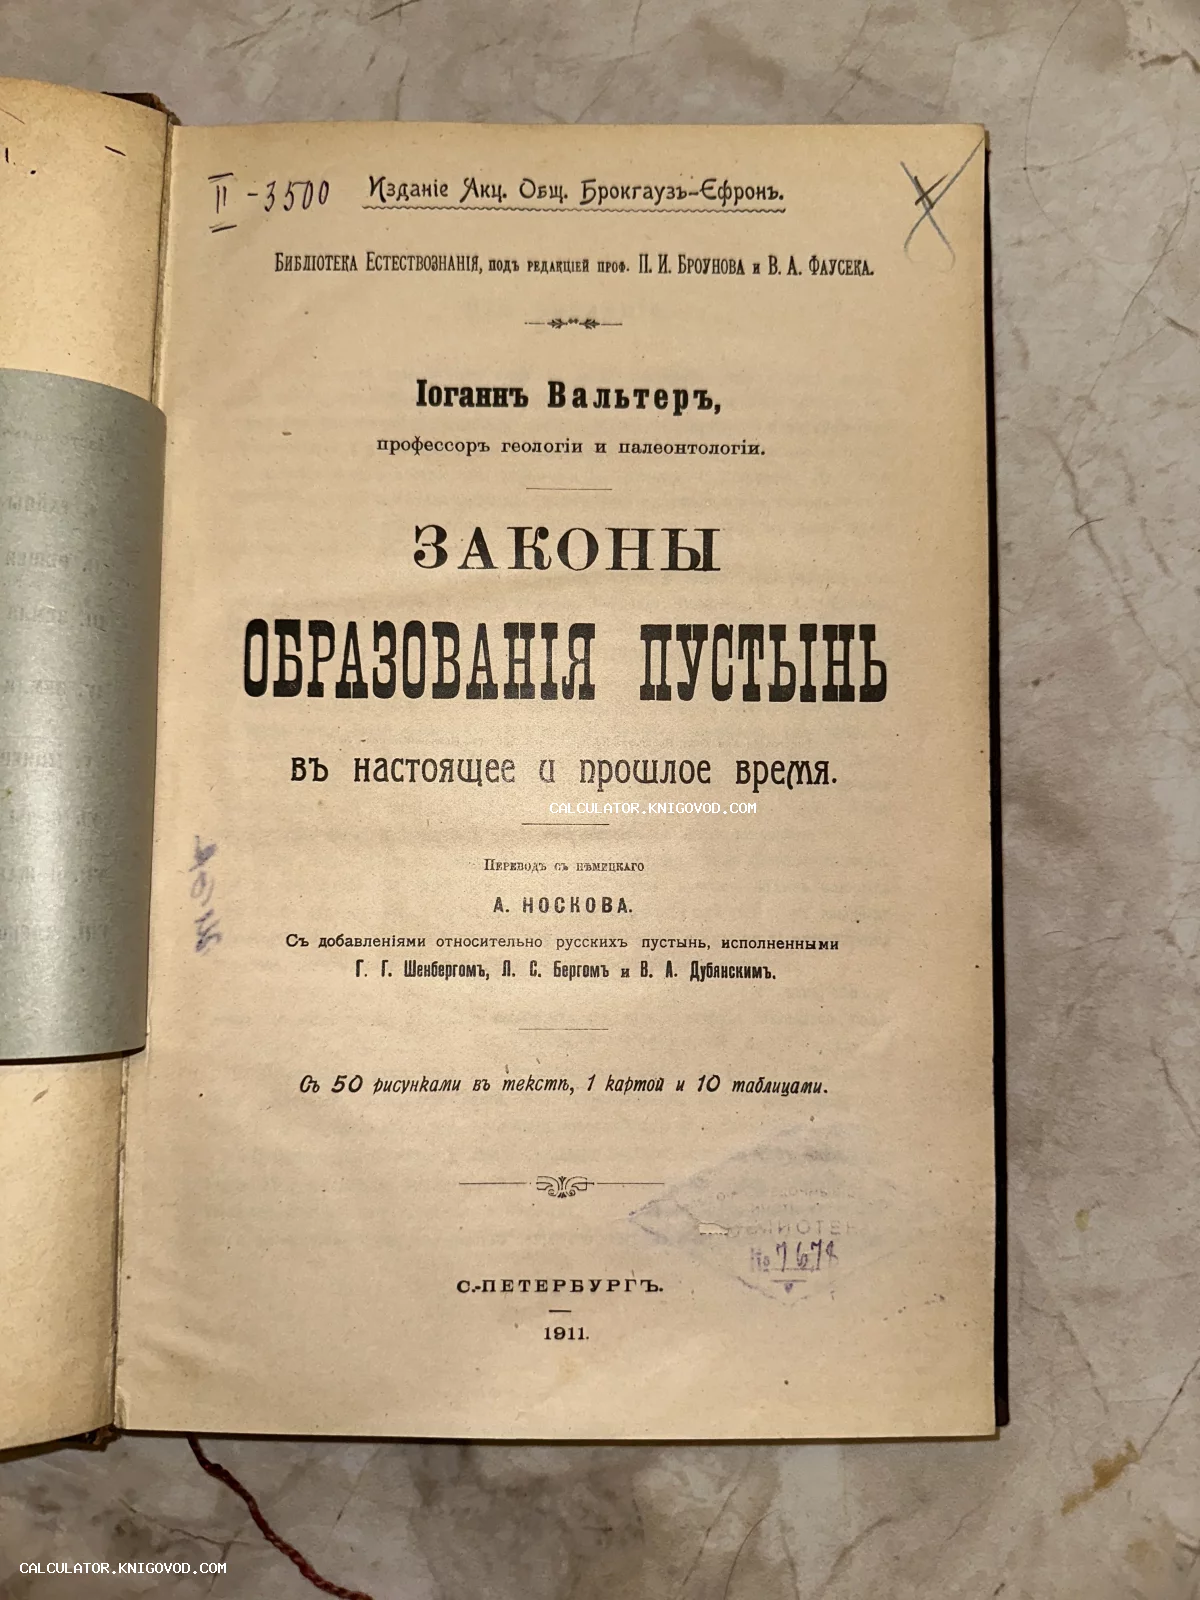 II - 3500
Изданіе Акц. Общ. Брокгаузъ-Ефронъ.
Библіотека Естествознанія, подъ редакціей проф. П. И. Броунова и В. А. Фаусека.
Іоганнъ Вальтеръ,
профессоръ геологіи и палеонтологіи.
ЗАКОНЫ
ОБРАЗОВАНІЯ ПУСТЫНЬ
въ настоящее и прошлое время.
CALCULATOR.KNIGOVOD.COM
Переводъ съ нѣмецкаго
А. НОСКОВА.
Съ добавленіями относительно русскихъ пустынь, исполненными
Г. Г. Шенбергомъ, Л. С. Бергомъ и В. А. Дубянскимъ.
Съ 50 рисунками въ текстѣ, 1 картой и 10 таблицами.
№ 7678
С.-ПЕТЕРБУРГЪ.
1911.
CALCULATOR.KNIGOVOD.COM